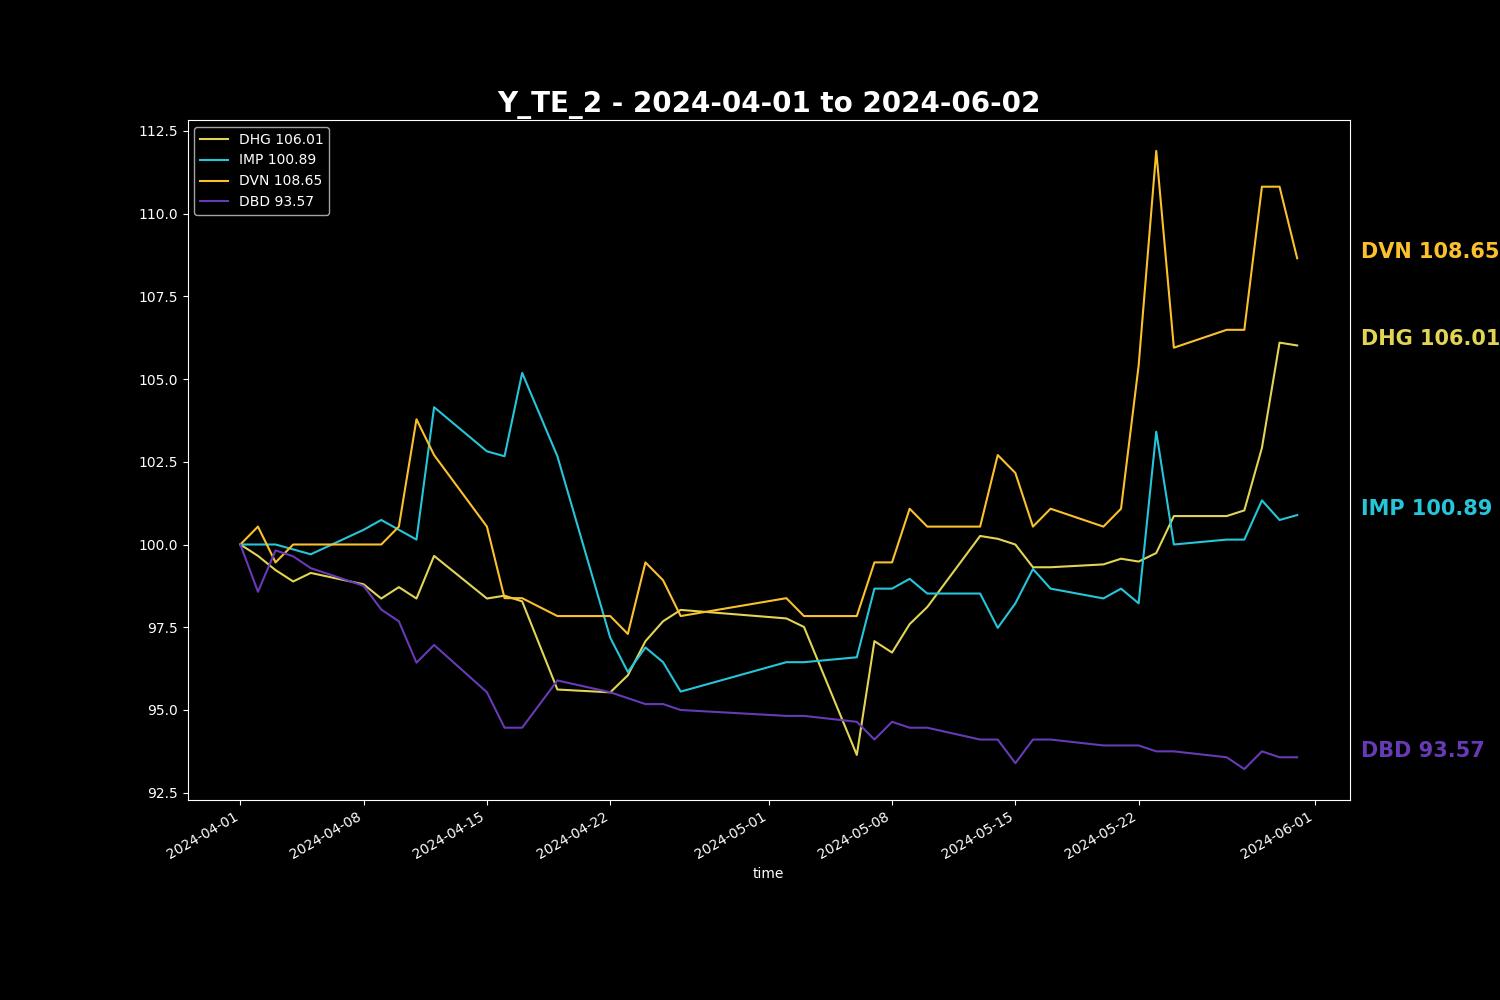 Y_TE_2 - 2024-04-01 to 2024-06-02
DHG 106.01
IMP 100.89
DVN 108.65
DBD 93.57
112.5
110.0
107.5
105.0
102.5
100.0
97.5
95.0
92.5
DVN 108.65
DHG 106.01
IMP 100.89
DBD 93.57
2024-04-01
2024-04-08
2024-04-15
2024-04-22
2024-05-01
2024-05-08
2024-05-15
2024-05-22
2024-06-01
time